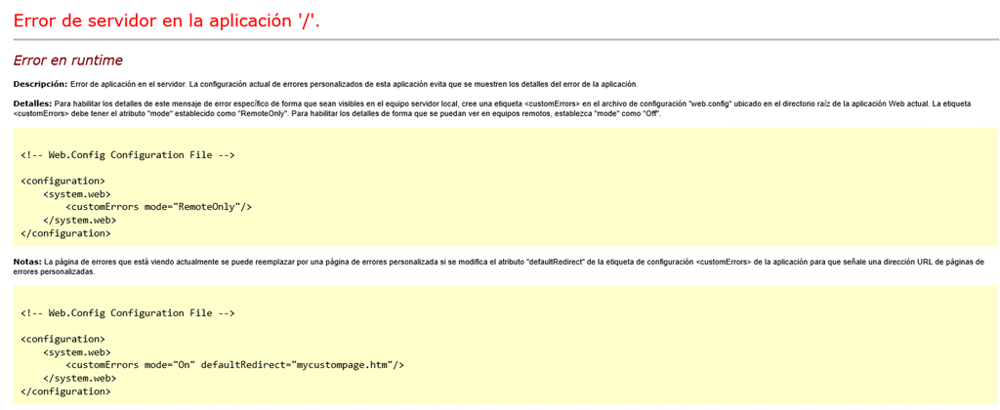 Error de servidor en la aplicación '/'.
Error en runtime
Descripción: Error de aplicación en el servidor. La configuración actual de errores personalizados de esta aplicación evita que se muestren los detalles del error de la aplicación.
Detalles: Para habilitar los detalles de este mensaje de error específico de forma que sean visibles en el equipo servidor local, cree una etiqueta <customErrors> en el archivo de configuración "web.config" ubicado en el directorio raíz de la aplicación Web actual. La etiqueta
<customErrors> debe tener el atributo "mode" establecido como "RemoteOnly". Para habilitar los detalles de forma que se puedan ver en equipos remotos, establezca "mode" como "Off".
<!-- Web.Config Configuration File -->
<configuration>
<system.web>
<customErrors mode="RemoteOnly"/>
</system.web>
</configuration>
Notas: La página de errores que está viendo actualmente se puede reemplazar por una página de errores personalizada si se modifica el atributo "defaultRedirect" de la etiqueta de configuración <customErrors> de la aplicación para que señale una dirección URL de páginas de
errores personalizadas.
<!-- Web.Config Configuration File -->
<configuration>
<system.web>
<customErrors mode="On" defaultRedirect="mycustompage.htm"/>
</system.web>
</configuration>